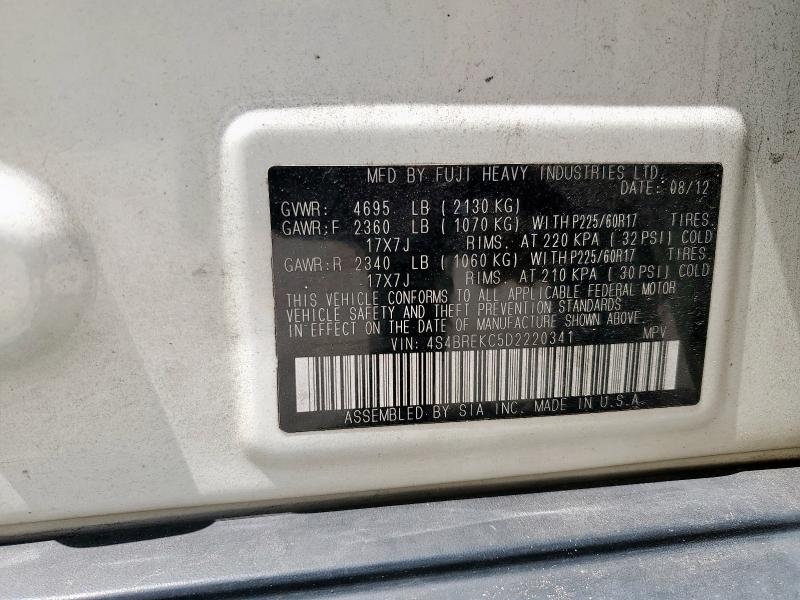 MFD BY FUJI HEAVY INDUSTRIES LTD.
DATE: 08/12
GVWR: 4695 LB ( 2130 KG)
GAWR;F 2360 LB ( 1070 KG) WITH P225/60R17 TIRES.
17X7J RIMS. AT 220 KPA ( 32 PSI) COLD
GAWR:R 2340 LB ( 1060 KG) WITH P225/60R17 TIRES.
17X7J RIMS. AT 210 KPA ( 30 PSI) COLD
THIS VEHICLE CONFORMS TO ALL APPLICABLE FEDERAL MOTOR
VEHICLE SAFETY AND THEFT PREVENTION STANDARDS
IN EFFECT ON THE DATE OF MANUFACTURE SHOWN ABOVE.
VIN: 4S4BREKC5D2220341 MPV
ASSEMBLED BY SIA INC. MADE IN U.S.A.